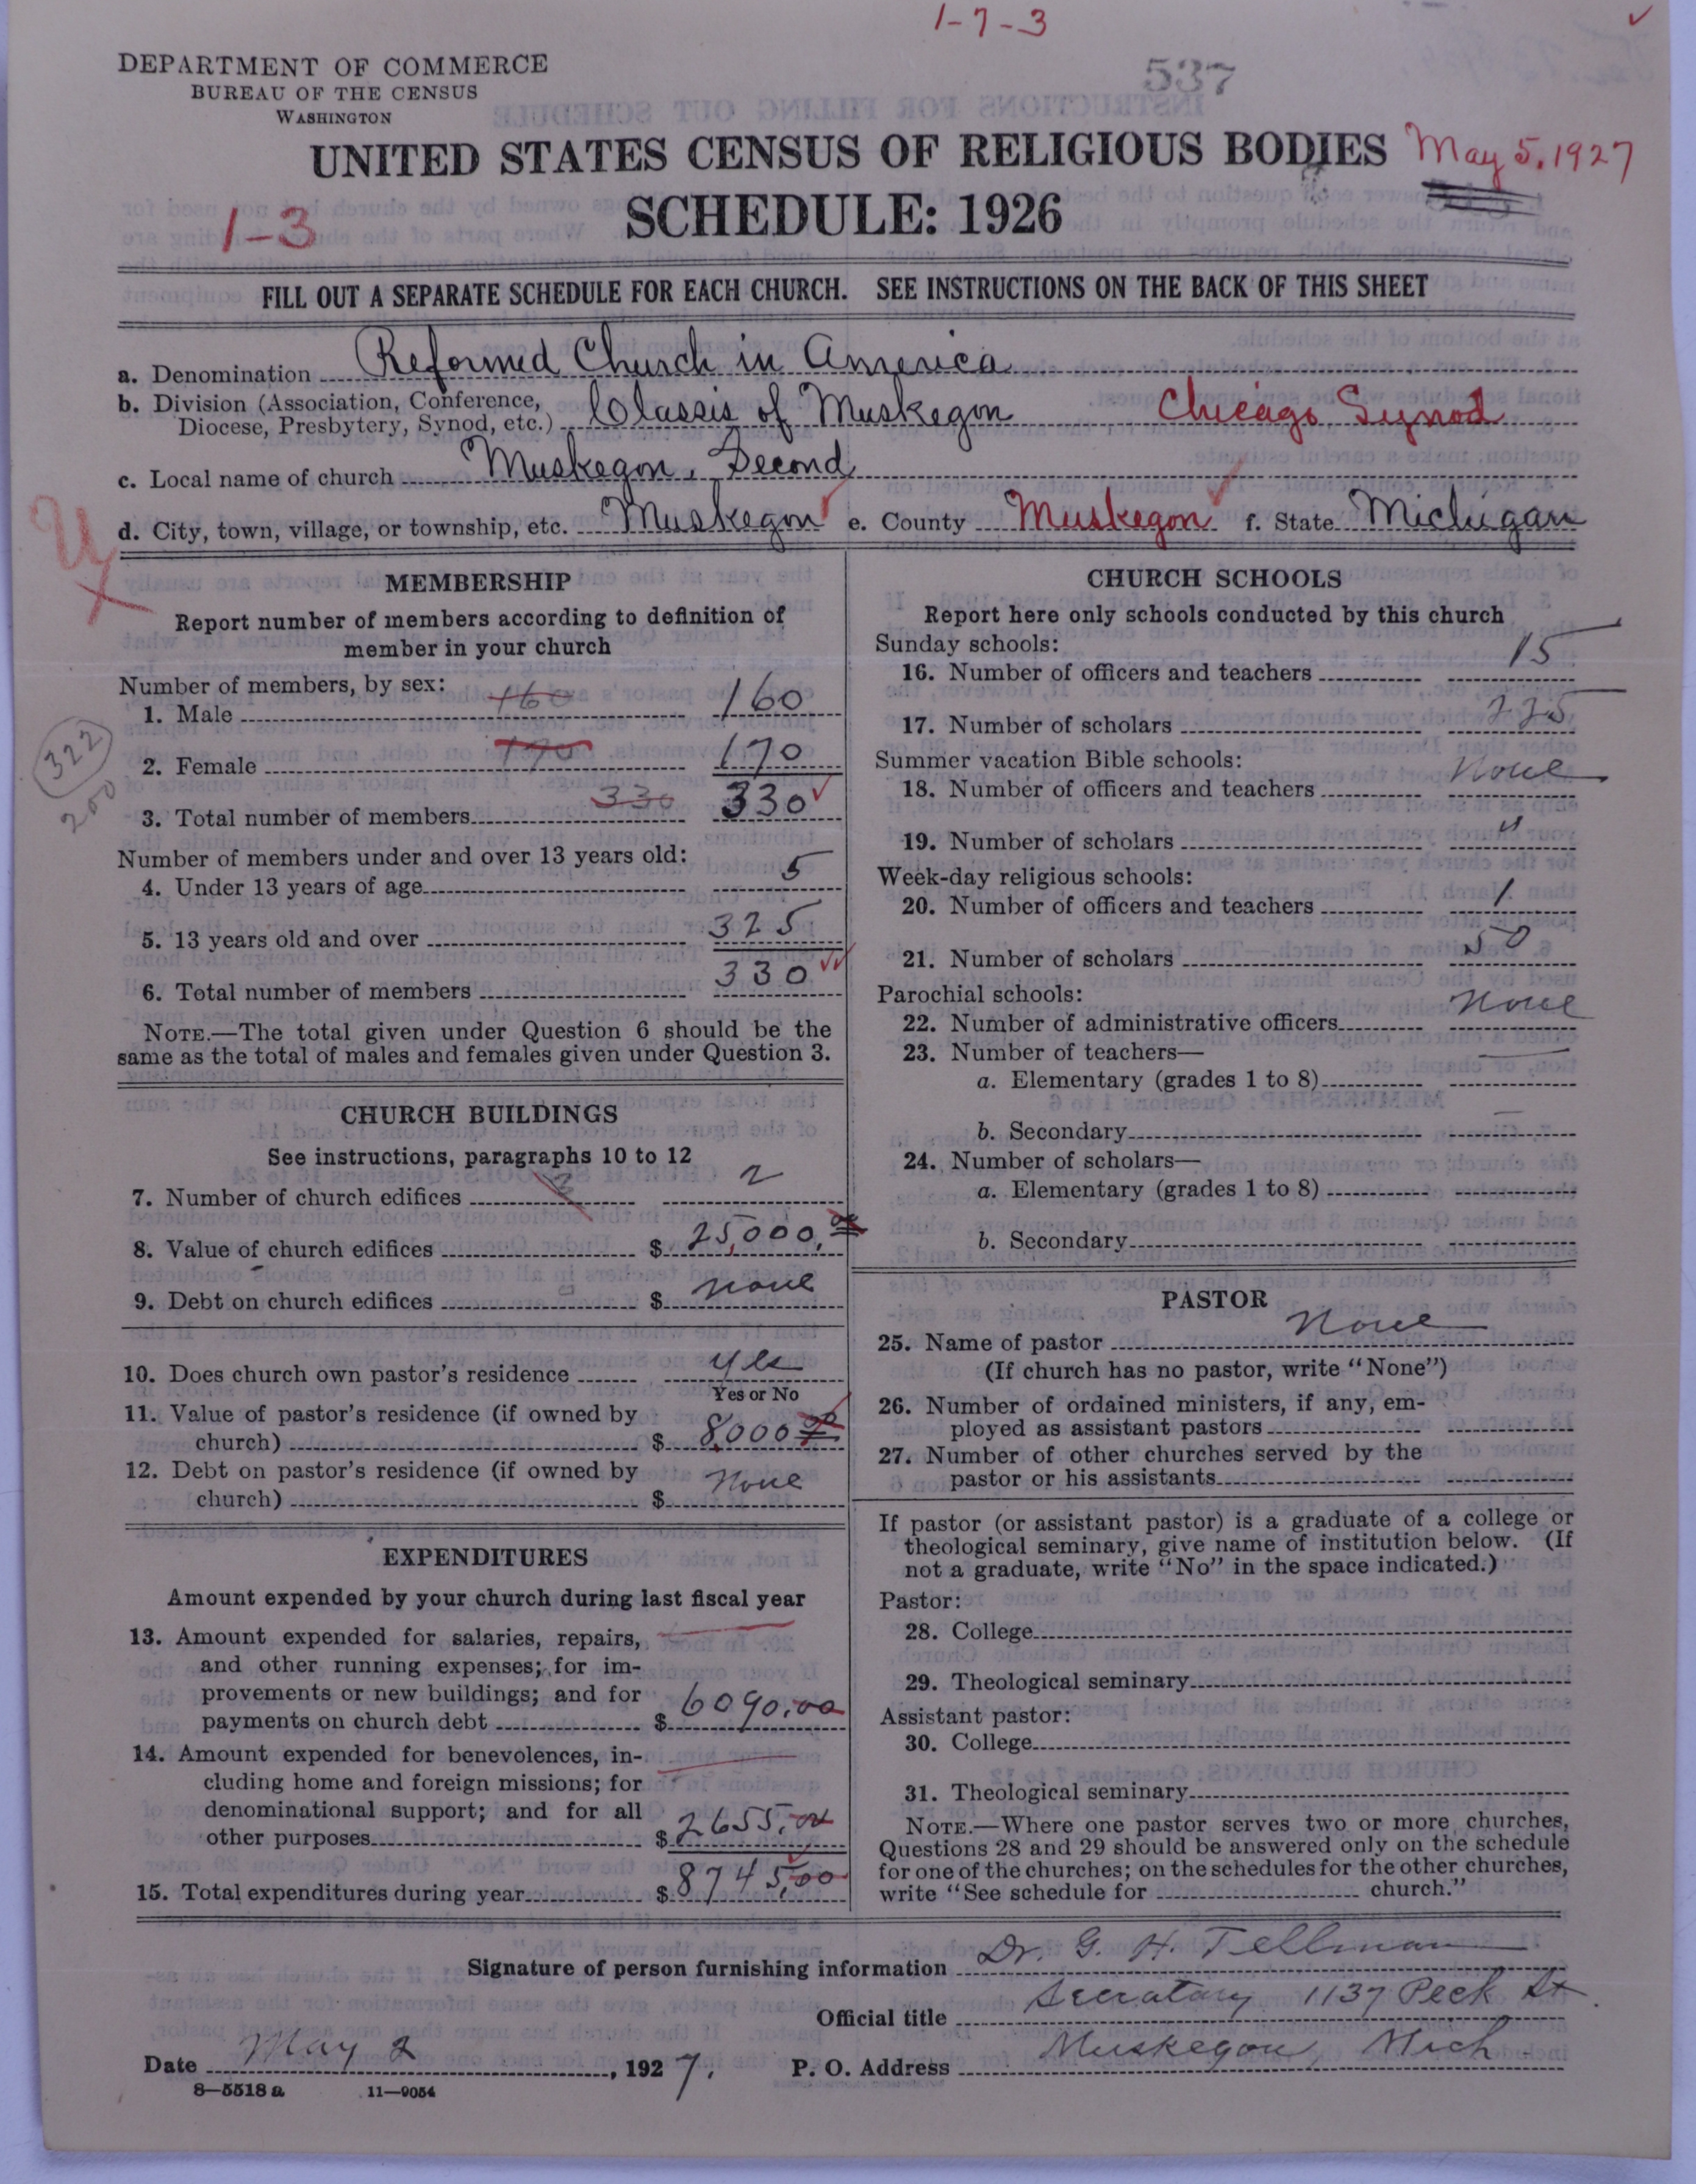 1-7-3
DEPARTMENT OF COMMERCE
BUREAU OF THE CENSUS
WASHINGTON
537
UNITED STATES CENSUS OF RELIGIOUS BODIES May 5, 1927
SCHEDULE: 1926
1-3
FILL OUT A SEPARATE SCHEDULE FOR EACH CHURCH. SEE INSTRUCTIONS ON THE BACK OF THIS SHEET
a. Denomination Reformed Church in America
b. Division (Association, Conference,
Diocese, Presbytery, Synod, etc.) Classis of Muskegon Chicago Synod
c. Local name of church Muskegon, Second
d. City, town, village, or township, etc. Muskegon e. County Muskegon f. State Michigan
MEMBERSHIP
Report number of members according to definition of
member in your church
Number of members, by sex:
1. Male 160 160
2. Female 170 170
3. Total number of members 330 330
322
200
Number of members under and over 13 years old:
4. Under 13 years of age 5
5. 13 years old and over 325
6. Total number of members 330
NOTE.—The total given under Question 6 should be the
same as the total of males and females given under Question 3.
CHURCH BUILDINGS
See instructions, paragraphs 10 to 12
7. Number of church edifices 3 2
8. Value of church edifices $ 25,000.00
9. Debt on church edifices $ none
10. Does church own pastor's residence yes
Yes or No
11. Value of pastor's residence (if owned by
church) $ 8000 00
12. Debt on pastor's residence (if owned by
church) $ none
EXPENDITURES
Amount expended by your church during last fiscal year
13. Amount expended for salaries, repairs,
and other running expenses; for im-
provements or new buildings; and for
payments on church debt $ 6090.00
14. Amount expended for benevolences, in-
cluding home and foreign missions; for
denominational support; and for all
other purposes $ 2655.00
15. Total expenditures during year $ 8745.00
CHURCH SCHOOLS
Report here only schools conducted by this church
Sunday schools:
16. Number of officers and teachers 15
17. Number of scholars 225
Summer vacation Bible schools:
18. Number of officers and teachers None
19. Number of scholars "
Week-day religious schools:
20. Number of officers and teachers 1
21. Number of scholars 50
Parochial schools:
22. Number of administrative officers None
23. Number of teachers—
a. Elementary (grades 1 to 8)
b. Secondary
24. Number of scholars—
a. Elementary (grades 1 to 8)
b. Secondary
PASTOR
25. Name of pastor None
(If church has no pastor, write "None")
26. Number of ordained ministers, if any, em-
ployed as assistant pastors
27. Number of other churches served by the
pastor or his assistants
If pastor (or assistant pastor) is a graduate of a college or
theological seminary, give name of institution below. (If
not a graduate, write "No" in the space indicated.)
Pastor:
28. College
29. Theological seminary
Assistant pastor:
30. College
31. Theological seminary
NOTE.—Where one pastor serves two or more churches,
Questions 28 and 29 should be answered only on the schedule
for one of the churches; on the schedules for the other churches,
write "See schedule for church."
Signature of person furnishing information Dr. G. H. Tellman
Official title Secratary 1137 Peck St.
Date May 2, 1927. P. O. Address Muskegon, Mich.
8—5518 a 11—9054